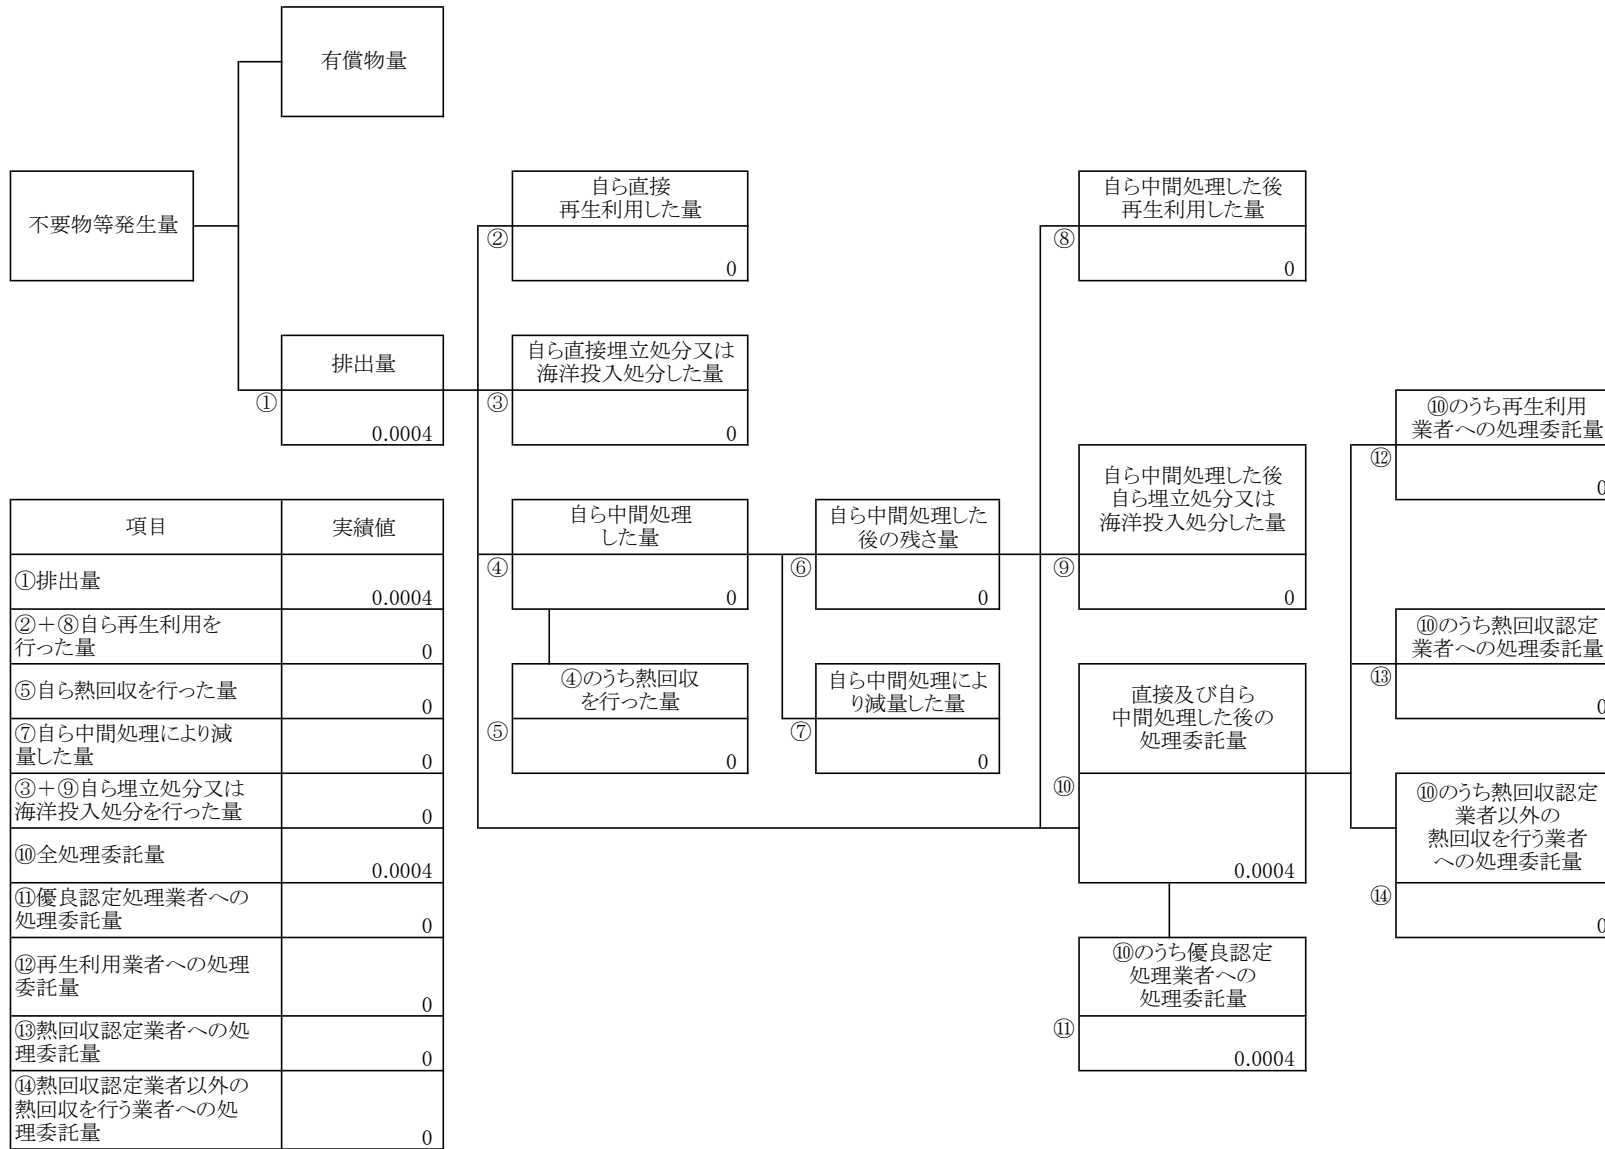 有償物量
不要物等発生量
自ら直接
再生利用した量
②
0
自ら中間処理した後
再生利用した量
⑧
0
排出量
①
0.0004
自ら直接埋立処分又は
海洋投入処分した量
③
0
⑩のうち再生利用
業者への処理委託量
⑫
0
自ら中間処理
した量
④
0
自ら中間処理した
後の残さ量
⑥
0
自ら中間処理した後
自ら埋立処分又は
海洋投入処分した量
⑨
0
⑩のうち熱回収認定
業者への処理委託量
⑬
0
④のうち熱回収
を行った量
⑤
0
自ら中間処理によ
り減量した量
⑦
0
直接及び自ら
中間処理した後の
処理委託量
⑩
0.0004
⑩のうち熱回収認定
業者以外の
熱回収を行う業者
への処理委託量
⑭
0
⑩のうち優良認定
処理業者への
処理委託量
⑪
0.0004
項目 実績値
①排出量
0.0004
②＋⑧自ら再生利用を
行った量 0
⑤自ら熱回収を行った量
0
⑦自ら中間処理により減
量した量 0
③＋⑨自ら埋立処分又は
海洋投入処分を行った量 0
⑩全処理委託量
0.0004
⑪優良認定処理業者への
処理委託量 0
⑫再生利用業者への処理
委託量
0
⑬熱回収認定業者への処
理委託量 0
⑭熱回収認定業者以外の
熱回収を行う業者への処
理委託量 0